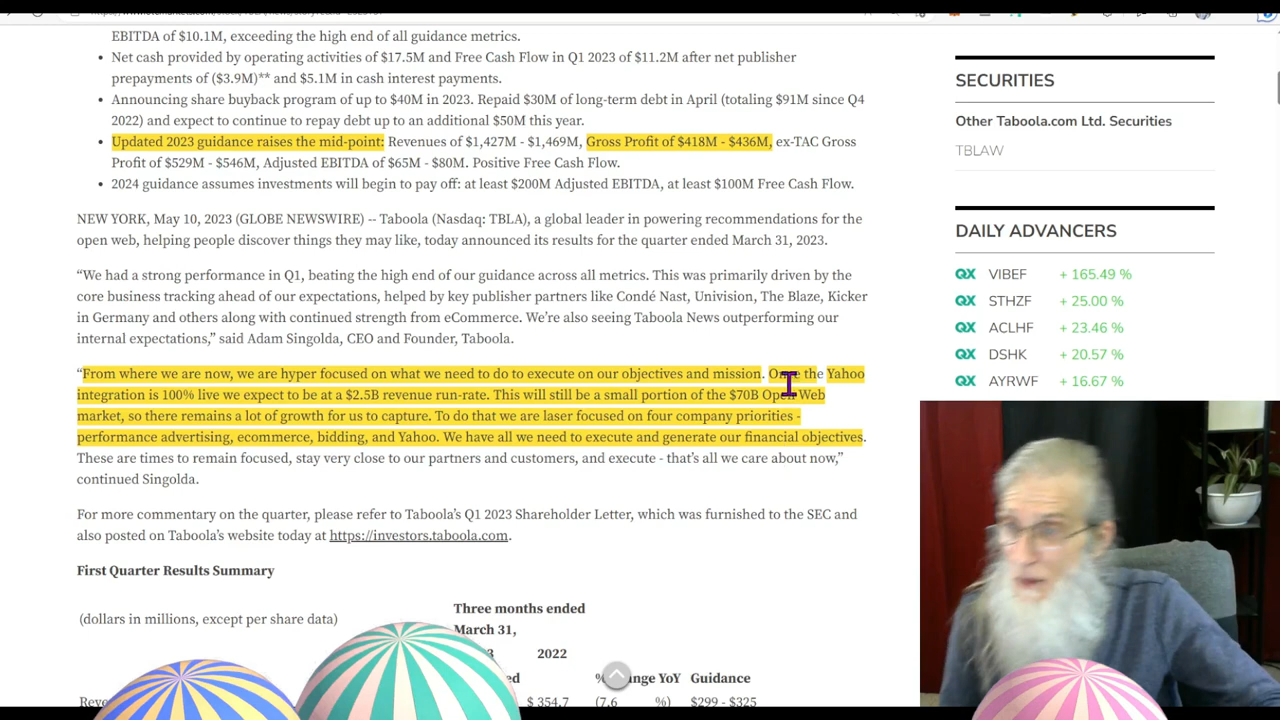 EBITDA of $10.1M, exceeding the high end of all guidance metrics.
• Net cash provided by operating activities of $17.5M and Free Cash Flow in Q1 2023 of $11.2M after net publisher
prepayments of ($3.9M)** and $5.1M in cash interest payments.
• Announcing share buyback program of up to $40M in 2023. Repaid $30M of long-term debt in April (totaling $91M since Q4
2022) and expect to continue to repay debt up to an additional $50M this year.
• Updated 2023 guidance raises the mid-point: Revenues of $1,427M - $1,469M, Gross Profit of $418M - $436M, ex-TAC Gross
Profit of $529M - $546M, Adjusted EBITDA of $65M - $80M. Positive Free Cash Flow.
• 2024 guidance assumes investments will begin to pay off: at least $200M Adjusted EBITDA, at least $100M Free Cash Flow.
NEW YORK, May 10, 2023 (GLOBE NEWSWIRE) -- Taboola (Nasdaq: TBLA), a global leader in powering recommendations for the
open web, helping people discover things they may like, today announced its results for the quarter ended March 31, 2023.
“We had a strong performance in Q1, beating the high end of our guidance across all metrics. This was primarily driven by the
core business tracking ahead of our expectations, helped by key publisher partners like Condé Nast, Univision, The Blaze, Kicker
in Germany and others along with continued strength from eCommerce. We’re also seeing Taboola News outperforming our
internal expectations,” said Adam Singolda, CEO and Founder, Taboola.
“From where we are now, we are hyper focused on what we need to do to execute on our objectives and mission. Once the Yahoo
integration is 100% live we expect to be at a $2.5B revenue run-rate. This will still be a small portion of the $70B Open Web
market, so there remains a lot of growth for us to capture. To do that we are laser focused on four company priorities -
performance advertising, ecommerce, bidding, and Yahoo. We have all we need to execute and generate our financial objectives.
These are times to remain focused, stay very close to our partners and customers, and execute - that’s all we care about now,”
continued Singolda.
For more commentary on the quarter, please refer to Taboola’s Q1 2023 Shareholder Letter, which was furnished to the SEC and
also posted on Taboola’s website today at https://investors.taboola.com.
First Quarter Results Summary
(dollars in millions, except per share data)
Three months ended
March 31,
3 2022
% YoY Guidance
$ 354.7 (7.6 %) $299 - $325
SECURITIES
Other Taboola.com Ltd. Securities
TBLAW
DAILY ADVANCERS
QX VIBEF + 165.49 %
QX STHZF + 25.00 %
QX ACLHF + 23.46 %
QX DSHK + 20.57 %
QX AYRWF + 16.67 %